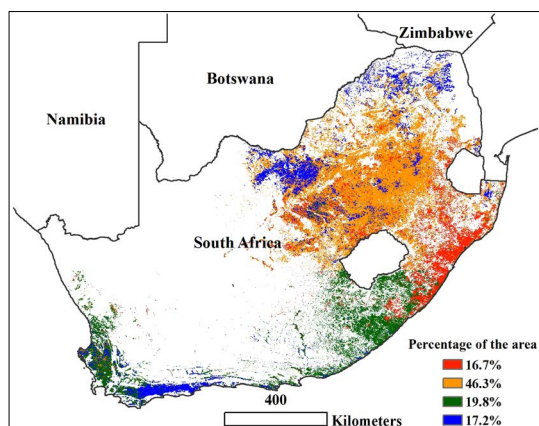 Zimbabwe
Botswana
Namibia
South Africa
Percentage of the area
16.7%
46.3%
19.8%
17.2%
400
Kilometers